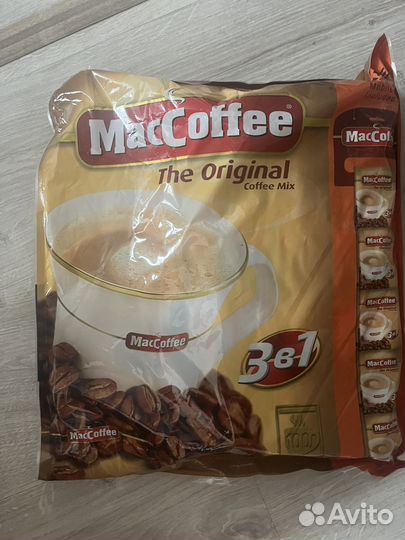 MacCoffee®
The Original
Coffee Mix
MacCoffee
3в1
MacCoffee
MacCoffee
MacCoffee
MacCoffee
MacCoffee
MacCoffee
MacCoffee
Avito